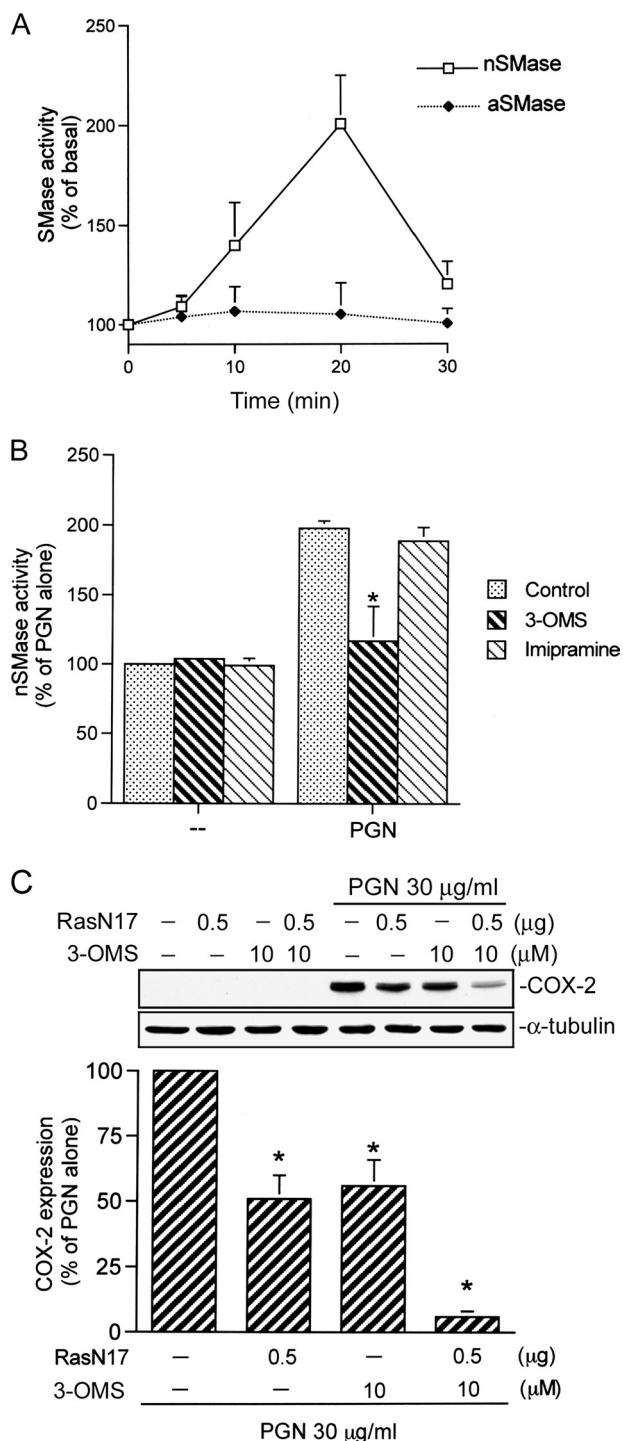 A
250
200
150
100
SMase activity
(% of basal)
nSMase
aSMase
0 10 20 30
Time (min)
B
250
200
150
100
50
0
nSMase activity
(% of PGN alone)
*
Control
3-OMS
Imipramine
-- PGN
C
PGN 30 μg/ml
RasN17 – 0.5 – 0.5 – 0.5 – 0.5 (μg)
3-OMS – – 10 10 – – 10 10 (μM)
-COX-2
-α-tubulin
100
75
50
25
0
COX-2 expression
(% of PGN alone)
* * *
RasN17 – 0.5 – 0.5 (μg)
3-OMS – – 10 10 (μM)
PGN 30 μg/ml